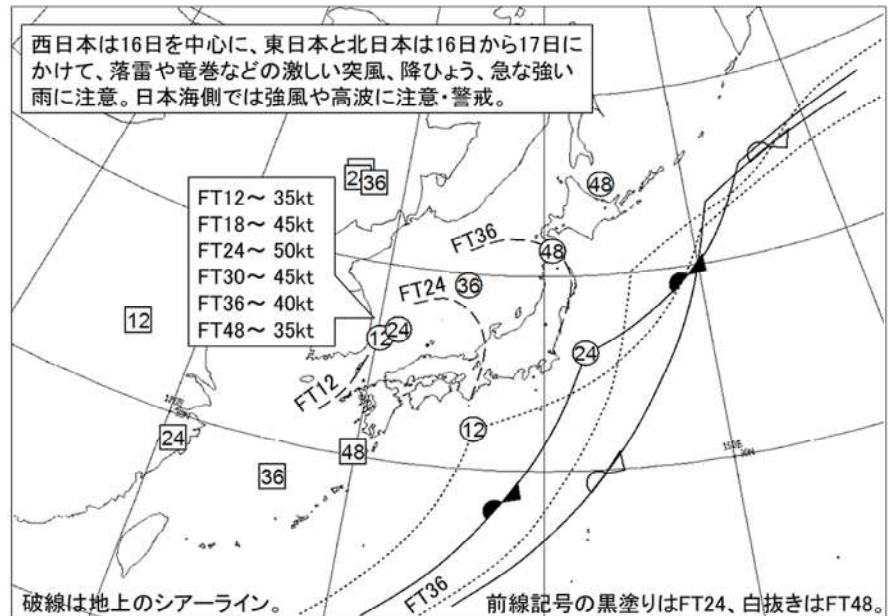 西日本は16日を中心に、東日本と北日本は16日から17日に
かけて、落雷や竜巻などの激しい突風、降ひょう、急な強い
雨に注意。日本海側では強風や高波に注意・警戒。
48
36
FT12～ 35kt
FT18～ 45kt
FT24～ 50kt
FT30～ 45kt
FT36～ 40kt
FT48～ 35kt
FT36
48
36
FT24
12
12
24
24
FT12
12
24
48
36
150E
30N
FT36
破線は地上のシアーライン。
前線記号の黒塗りはFT24、白抜きはFT48。